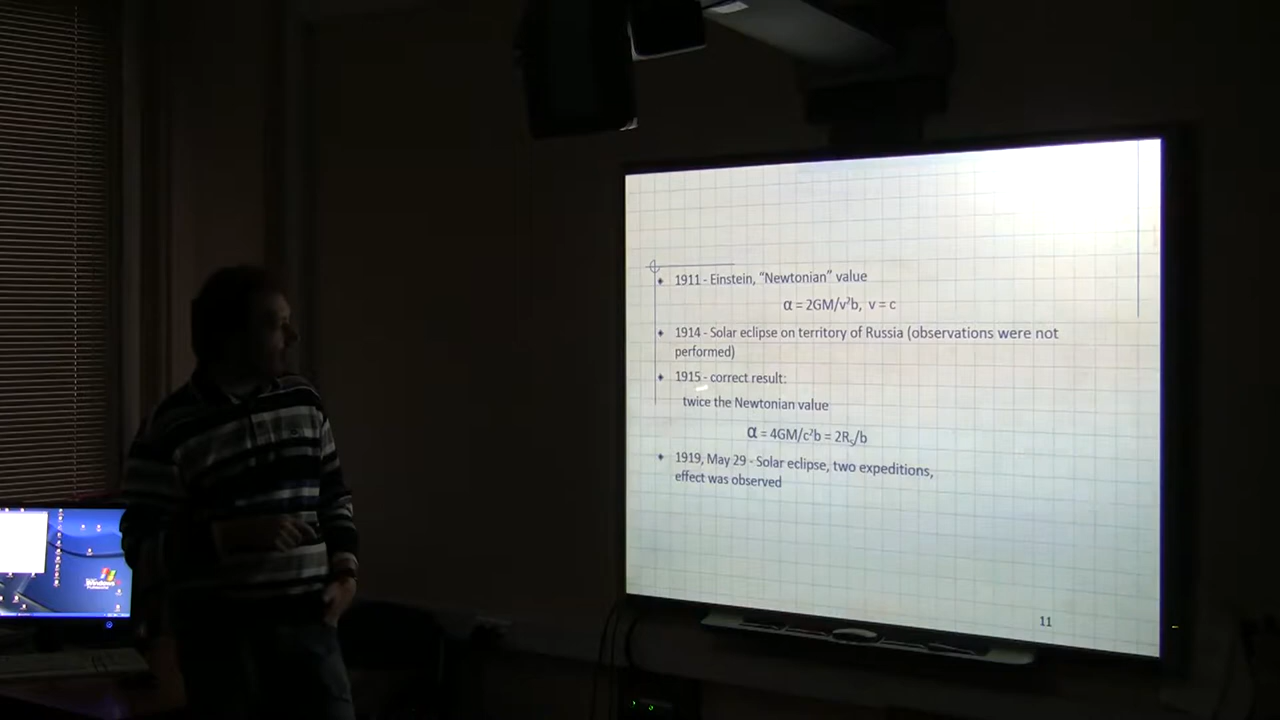 1911 - Einstein, “Newtonian” value
α = 2GM/v²b, v = c
1914 - Solar eclipse on territory of Russia (observations were not
performed)
1915 - correct result:
twice the Newtonian value
α = 4GM/c²b = 2Rₛ/b
1919, May 29 - Solar eclipse, two expeditions,
effect was observed
11
Windows